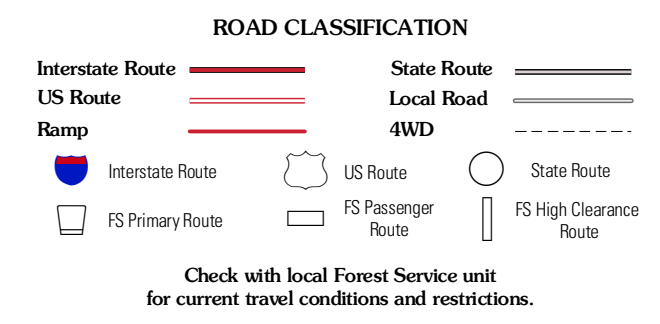 ROAD CLASSIFICATION
Interstate Route
State Route
US Route
Local Road
Ramp
4WD
Interstate Route
US Route
State Route
FS Primary Route
FS Passenger
Route
FS High Clearance
Route
Check with local Forest Service unit
for current travel conditions and restrictions.